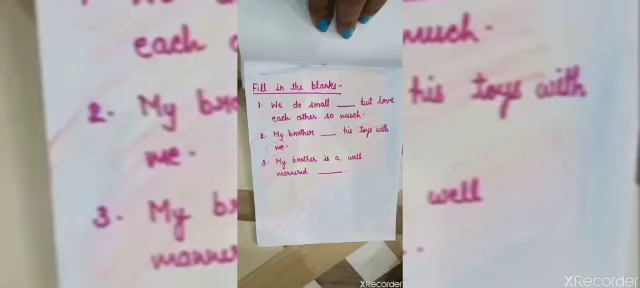 Fill in the blanks -
1. We do small ___ but love
each other so much.
2. My brother ___ his toys with
me.
3. My brother is a well
mannered ___.
XRecorder